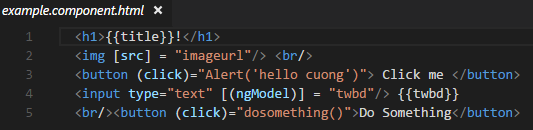 example.component.html ×
1 <h1>{{title}}!</h1>
2 <img [src] = "imageurl"/> <br/>
3 <button (click)="Alert('hello cuong')"> Click me </button>
4 <input type="text" [(ngModel)] = "twbd"/> {{twbd}}
5 <br/><button (click)="dosomething()">Do Something</button>